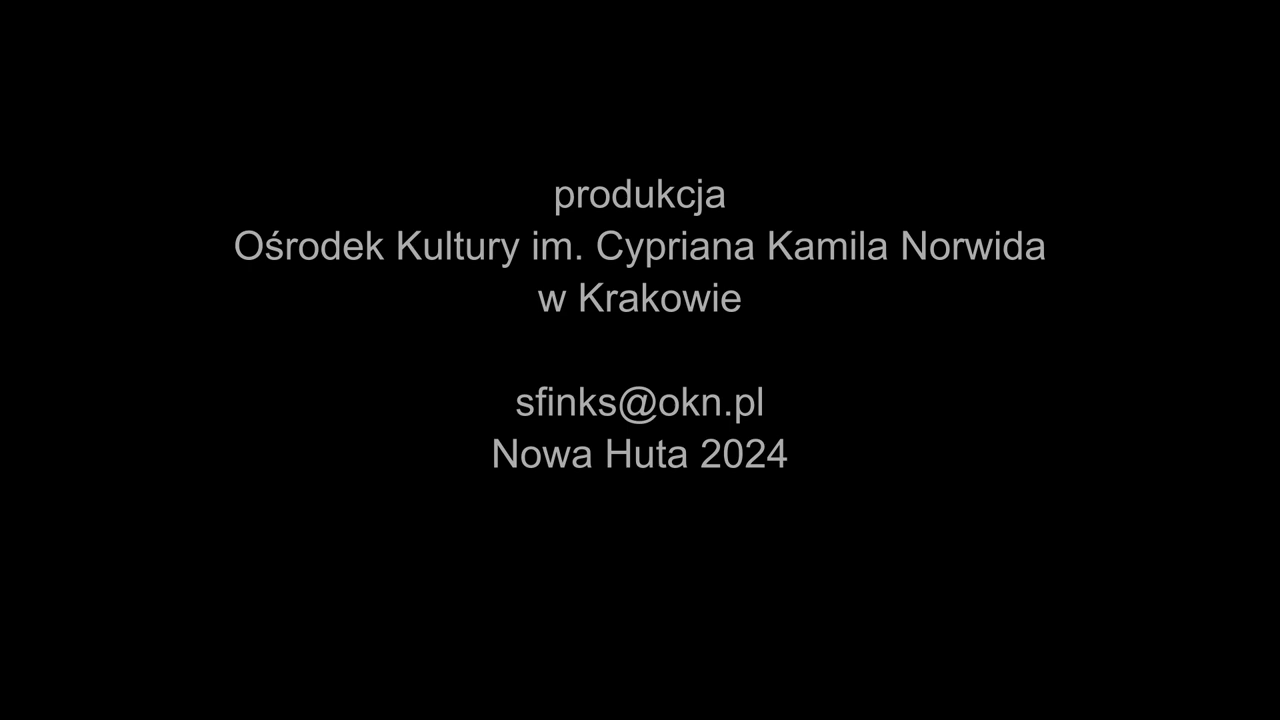 produkcja
Ośrodek Kultury im. Cypriana Kamila Norwida
w Krakowie
sfinks@okn.pl
Nowa Huta 2024